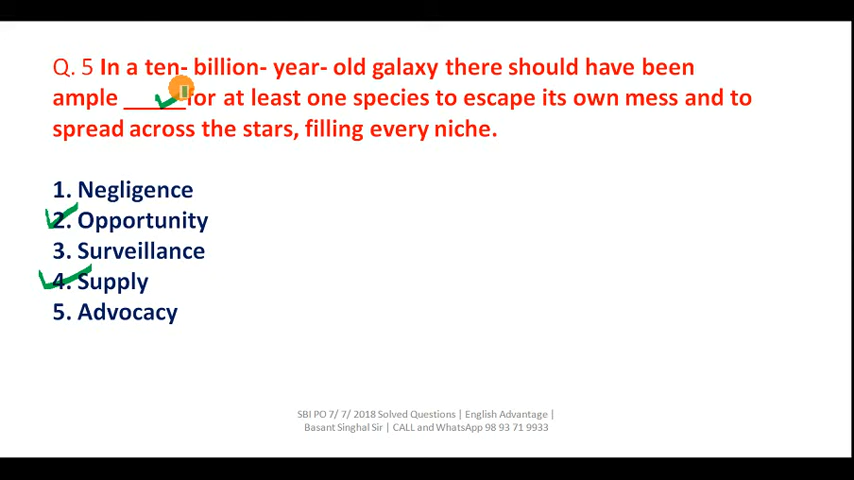 Q. 5 In a ten- billion- year- old galaxy there should have been
ample ______for at least one species to escape its own mess and to
spread across the stars, filling every niche.
1. Negligence
2. Opportunity
3. Surveillance
4. Supply
5. Advocacy
SBI PO 7/ 7/ 2018 Solved Questions | English Advantage |
Basant Singhal Sir | CALL and WhatsApp 98 93 71 9933